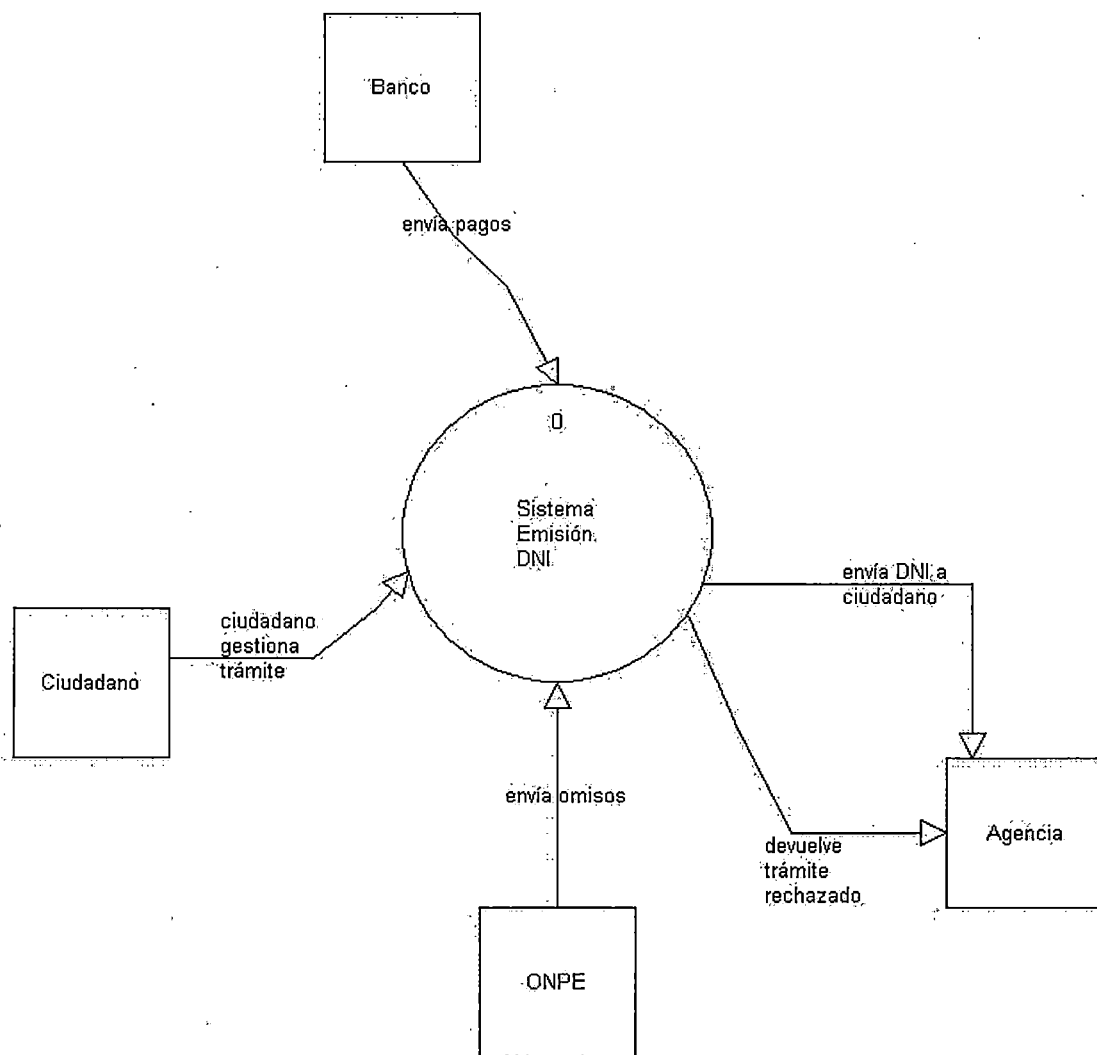 Banco
envía pagos
0
Sistema
Emisión
DNI
envía DNI a
ciudadano
ciudadano
gestiona
trámite
Ciudadano
envía omisos
devuelve
trámite
rechazado
Agencia
ONPE